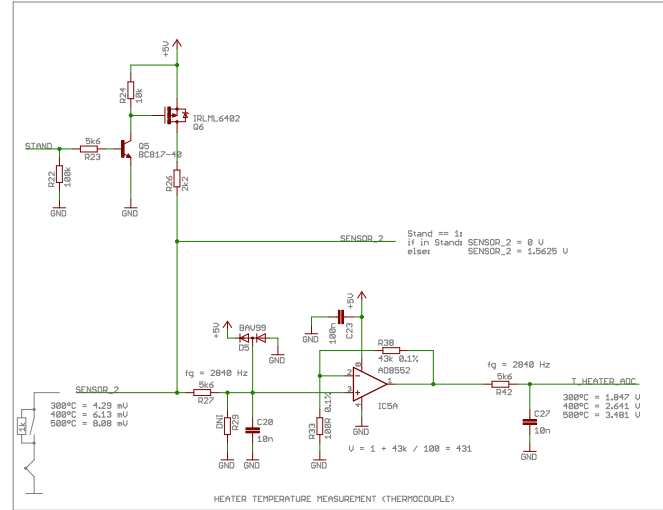 +5V
R24
10k
IRLML6402
Q6
STAND
5k6
R23
Q5
BC817-40
R22
100k
R26
2k2
GND
GND
SENSOR_2
Stand == 1:
if in Stand: SENSOR_2 = 0 V
else: SENSOR_2 = 1.5625 V
+5V
+5V
BAV99
D5
GND
GND
100n
C23
R38
43k 0.1%
AD8552
8
2
3
1
4
IC5A
GND
fg = 2840 Hz
5k6
R27
SENSOR_2
300°C = 4.29 mV
400°C = 6.13 mV
500°C = 8.08 mV
1k
DNI
R29
C20
10n
R33
100R 0.1%
GND
GND
GND
V = 1 + 43k / 100 = 431
fg = 2840 Hz
5k6
R42
T_HEATER_ADC
300°C = 1.847 V
400°C = 2.641 V
500°C = 3.481 V
C27
10n
GND
HEATER TEMPERATURE MEASUREMENT (THERMOCOUPLE)